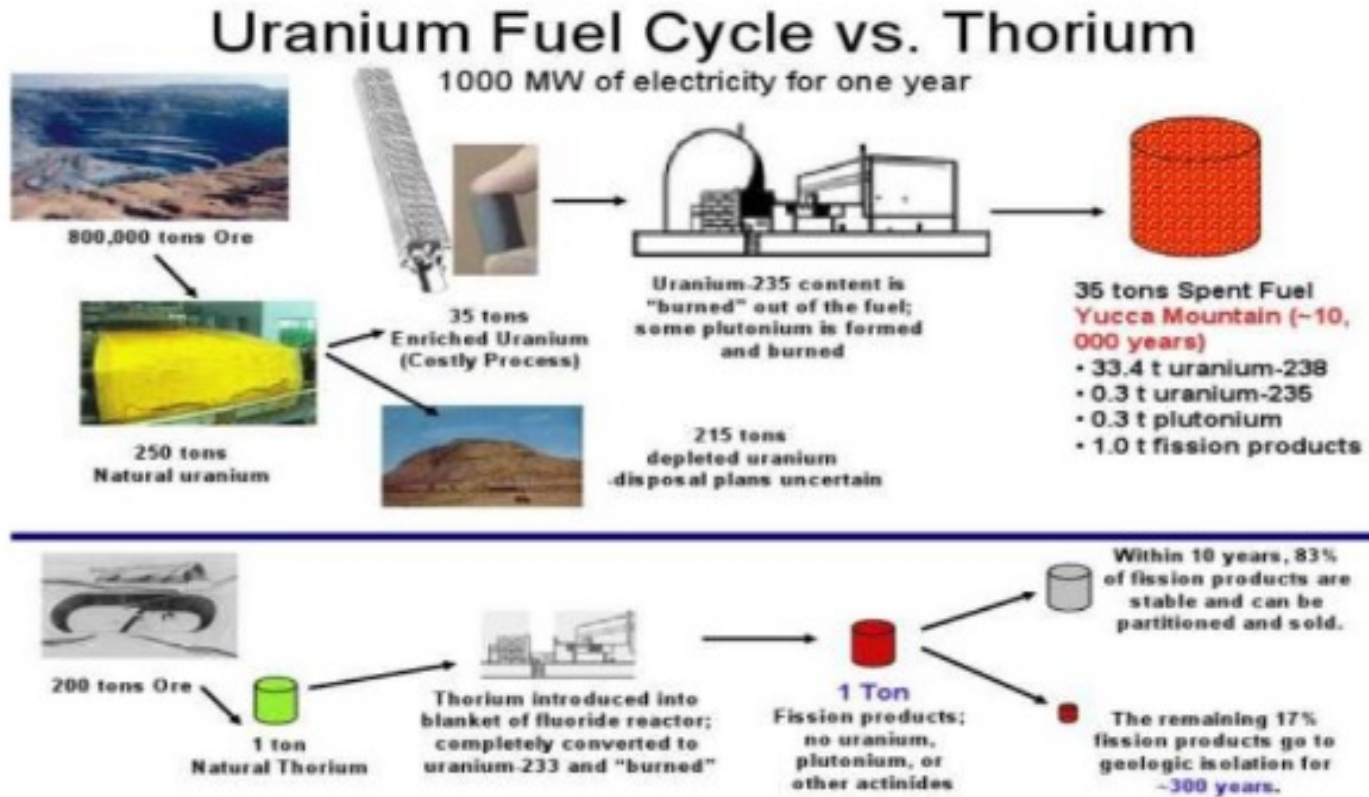 Uranium Fuel Cycle vs. Thorium
1000 MW of electricity for one year
800,000 tons Ore
250 tons
Natural uranium
35 tons
Enriched Uranium
(Costly Process)
215 tons
depleted uranium
-disposal plans uncertain
Uranium-235 content is
"burned" out of the fuel;
some plutonium is formed
and burned
35 tons Spent Fuel
Yucca Mountain (~10,
000 years)
• 33.4 t uranium-238
• 0.3 t uranium-235
• 0.3 t plutonium
• 1.0 t fission products
200 tons Ore
1 ton
Natural Thorium
Thorium introduced into
blanket of fluoride reactor;
completely converted to
uranium-233 and "burned"
1 Ton
Fission products;
no uranium,
plutonium, or
other actinides
Within 10 years, 83%
of fission products are
stable and can be
partitioned and sold.
The remaining 17%
fission products go to
geologic isolation for
~300 years.